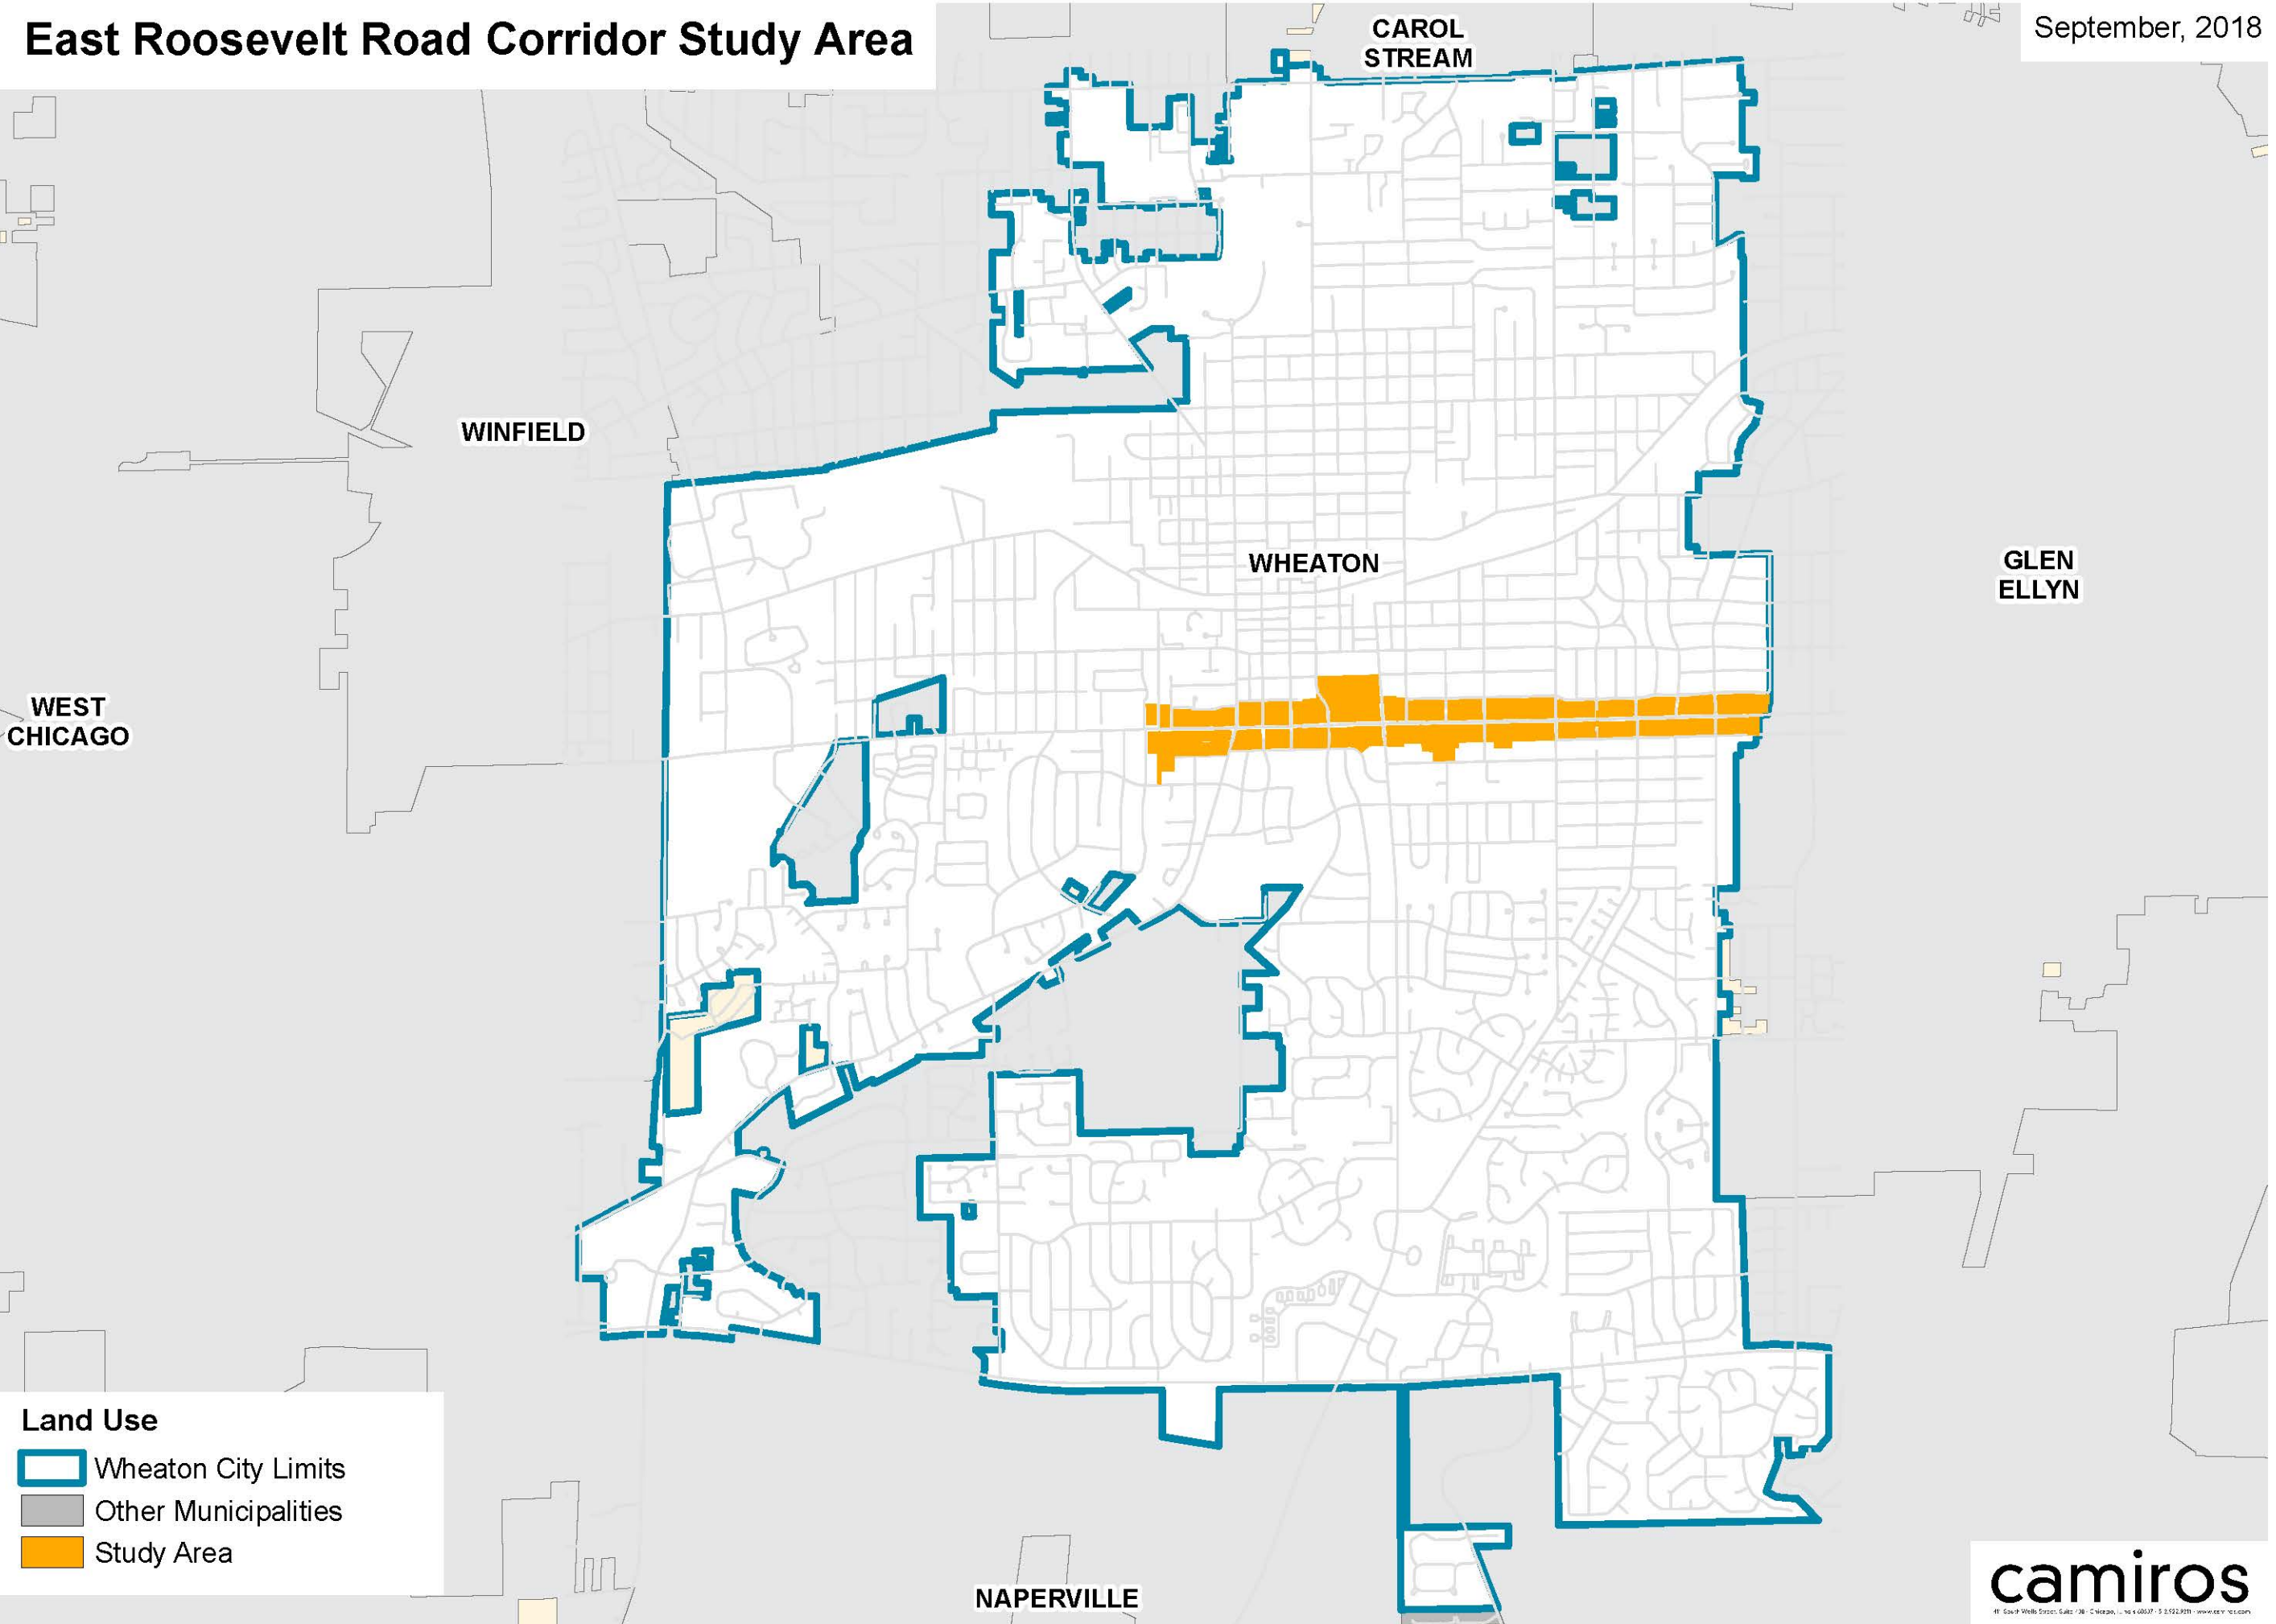 East Roosevelt Road Corridor Study Area
September, 2018
CAROL
STREAM
WINFIELD
WHEATON
GLEN
ELLYN
WEST
CHICAGO
Land Use
Wheaton City Limits
Other Municipalities
Study Area
NAPERVILLE
camiros